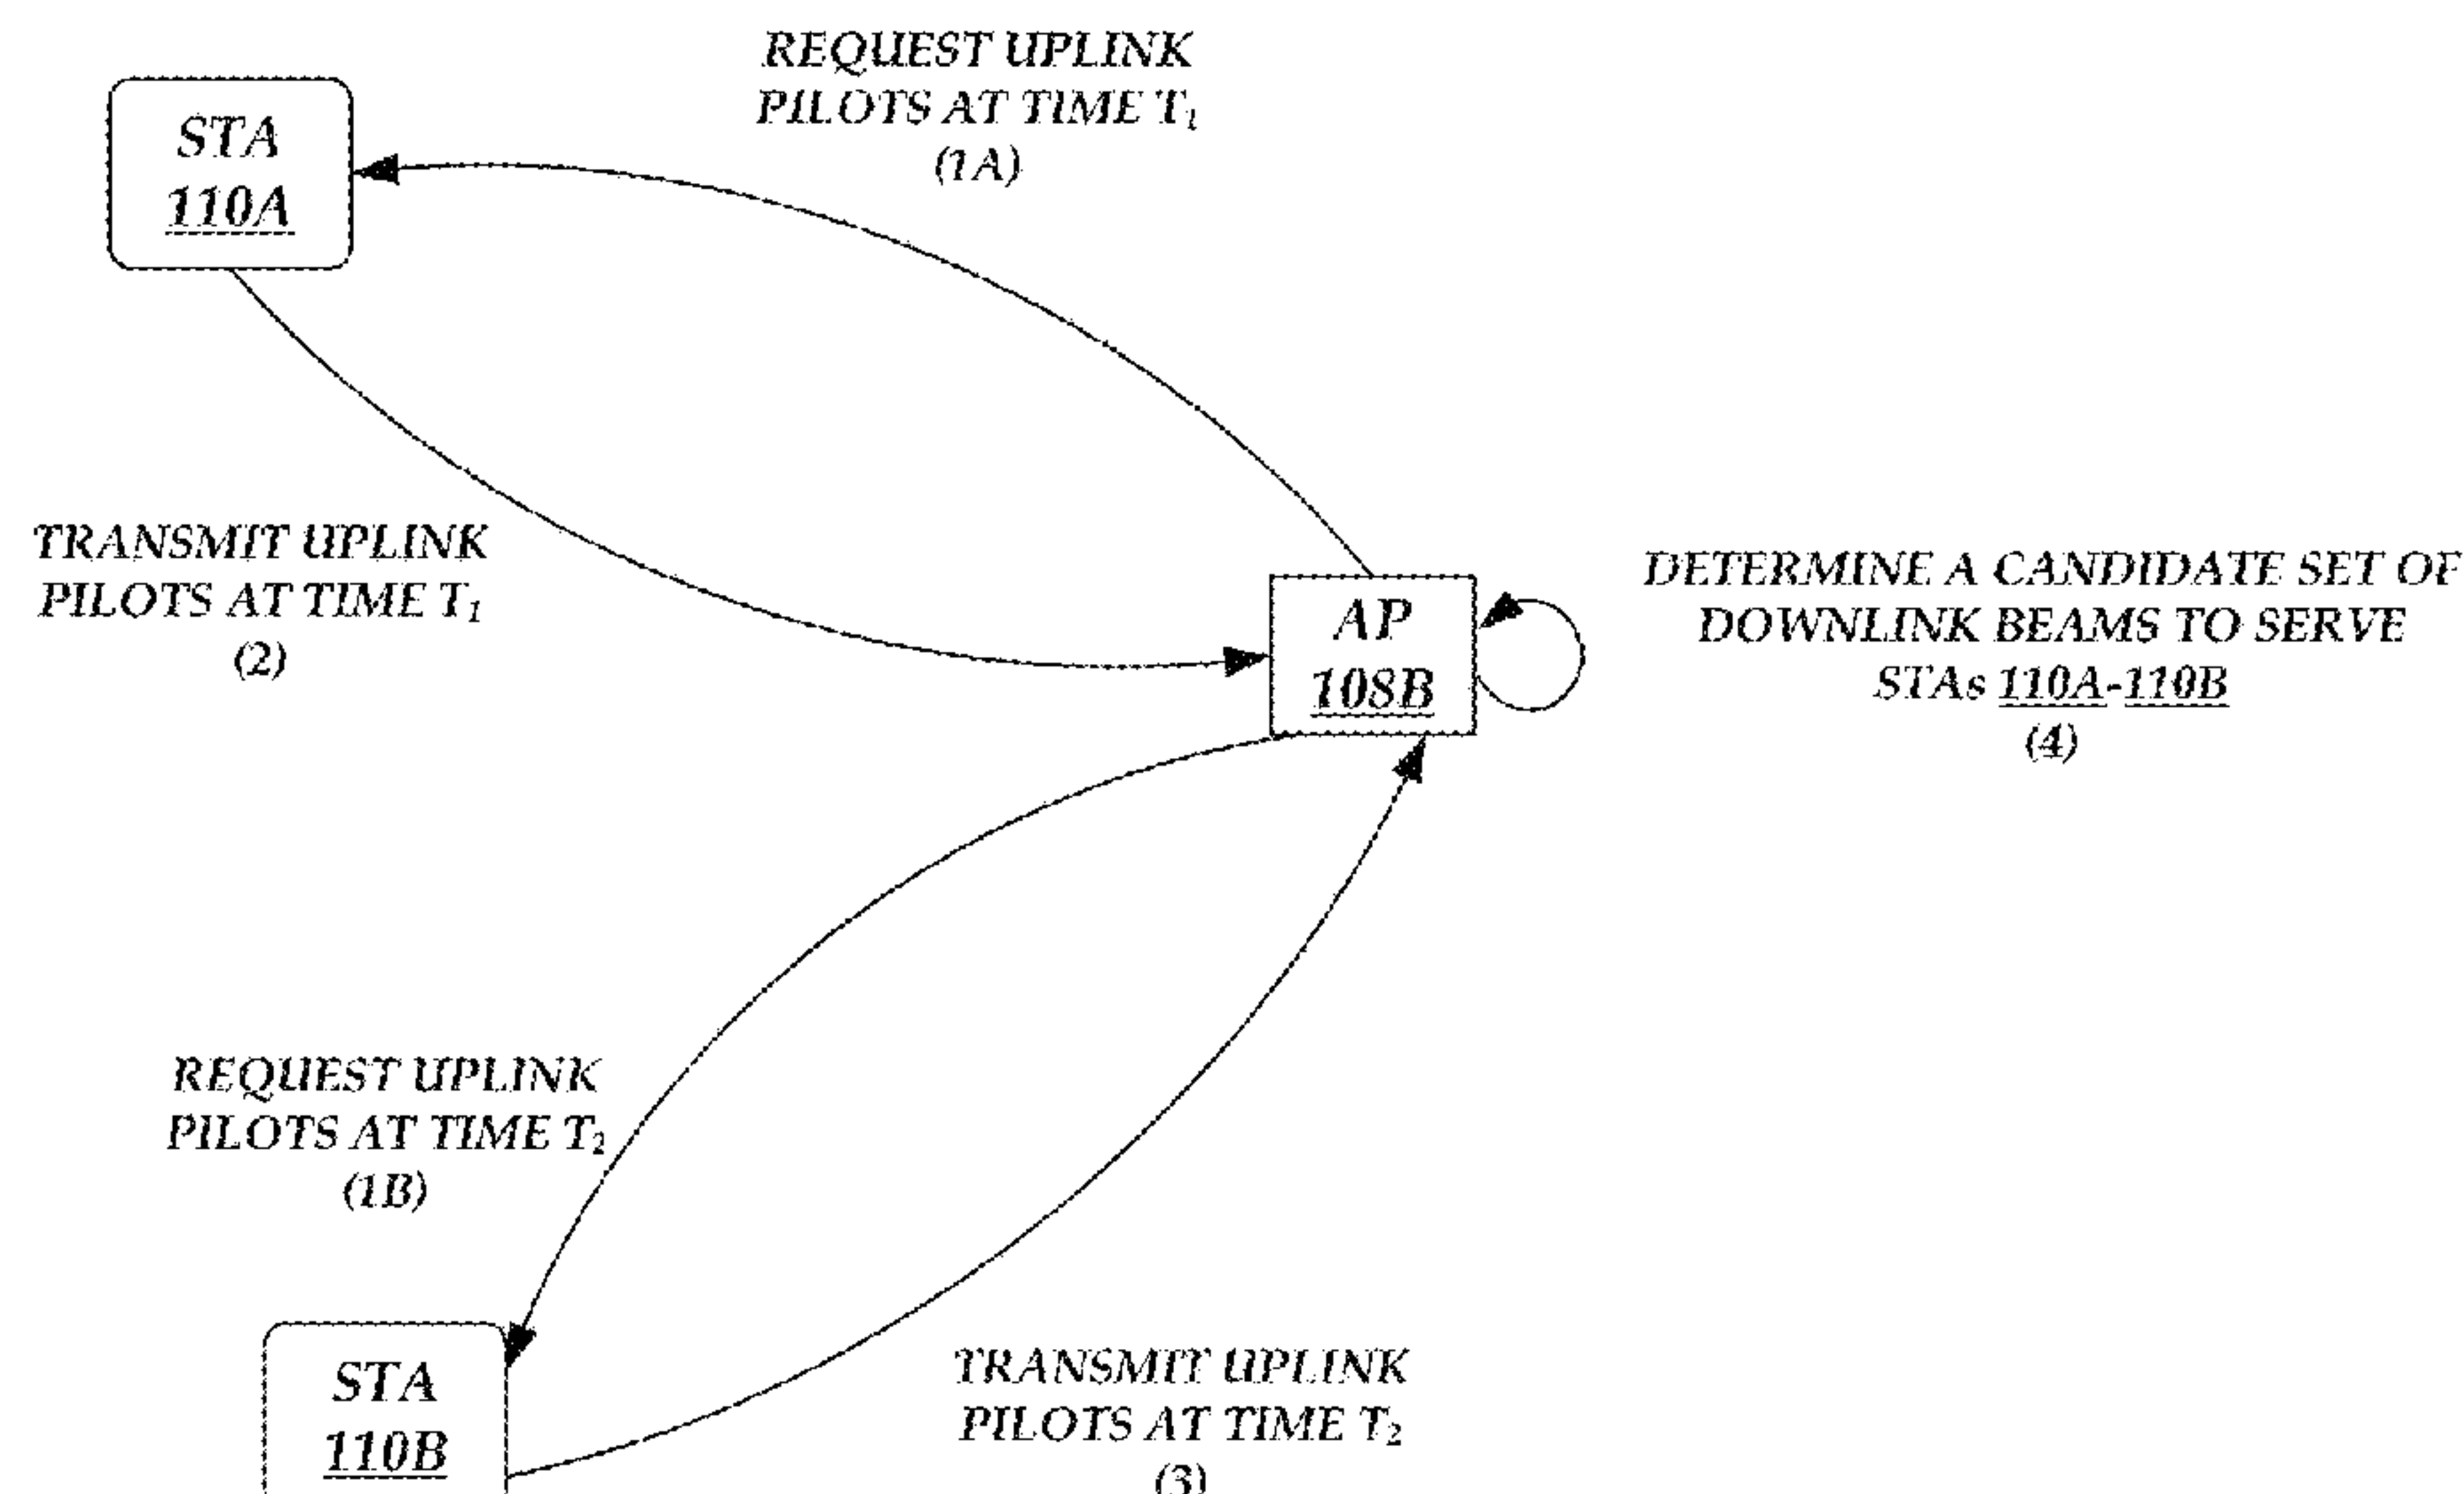 REQUEST UPLINK
PILOTS AT TIME T₁
(1A)
STA
110A
TRANSMIT UPLINK
PILOTS AT TIME T₁
(2)
AP
108B
DETERMINE A CANDIDATE SET OF
DOWNLINK BEAMS TO SERVE
STAs 110A-110B
(4)
REQUEST UPLINK
PILOTS AT TIME T₂
(1B)
STA
110B
TRANSMIT UPLINK
PILOTS AT TIME T₂
(3)